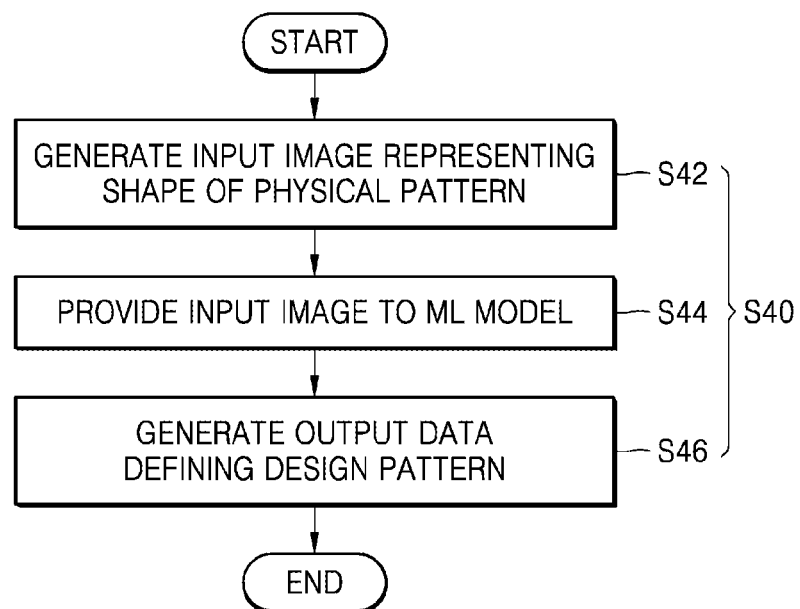 START
GENERATE INPUT IMAGE REPRESENTING
SHAPE OF PHYSICAL PATTERN
S42
PROVIDE INPUT IMAGE TO ML MODEL
S44
S40
GENERATE OUTPUT DATA
DEFINING DESIGN PATTERN
S46
END